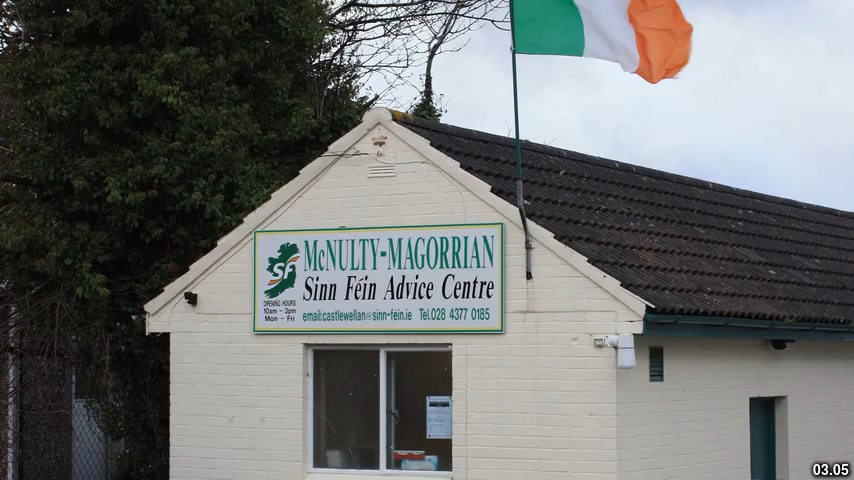 McNULTY-MAGORRIAN
SF
Sinn Féin Advice Centre
OPENING HOURS
10am - 3pm
Mon - Fri
email:castlewellan@sinn-fein.ie Tel.028 4377 0185
03.05